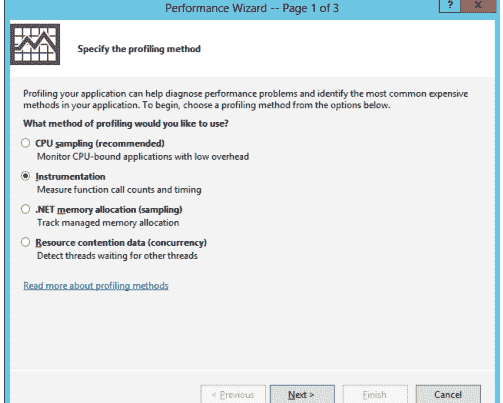 Performance Wizard -- Page 1 of 3
? x
Specify the profiling method
Profiling your application can help diagnose performance problems and identify the most common expensive
methods in your application. To begin, choose a profiling method from the options below.
What method of profiling would you like to use?
CPU sampling (recommended)
Monitor CPU-bound applications with low overhead
Instrumentation
Measure function call counts and timing
.NET memory allocation (sampling)
Track managed memory allocation
Resource contention data (concurrency)
Detect threads waiting for other threads
Read more about profiling methods
< Previous Next > Finish Cancel